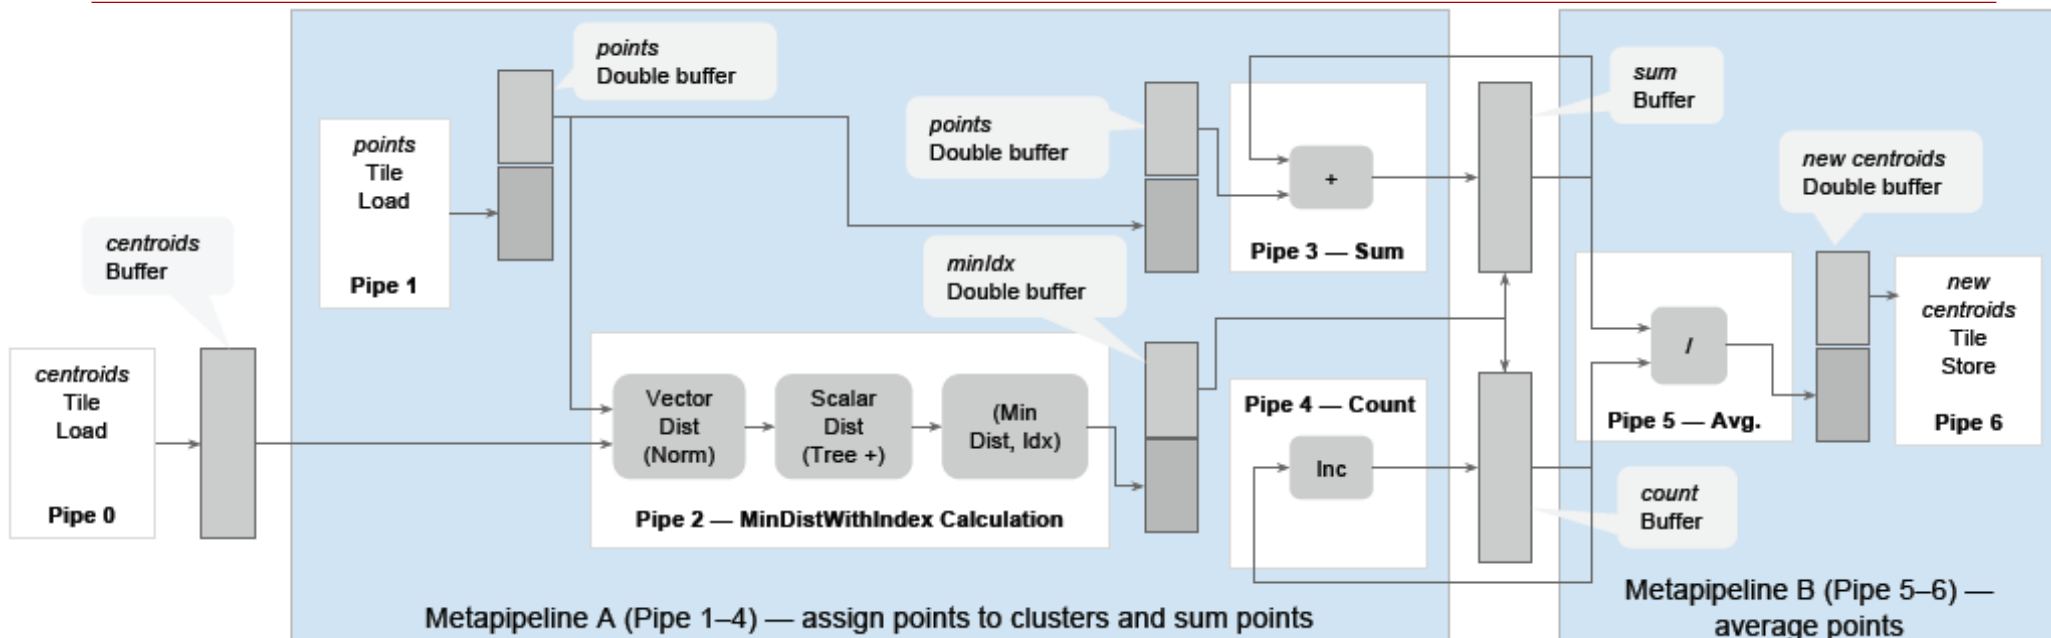 points
Double buffer
points
Tile
Load
Pipe 1
centroids
Buffer
centroids
Tile
Load
Pipe 0
points
Double buffer
minIdx
Double buffer
Vector
Dist
(Norm)
Scalar
Dist
(Tree +)
(Min
Dist, Idx)
Pipe 2 — MinDistWithIndex Calculation
+
Pipe 3 — Sum
Pipe 4 — Count
Inc
sum
Buffer
count
Buffer
/
Pipe 5 — Avg.
new centroids
Double buffer
new
centroids
Tile
Store
Pipe 6
Metapipeline A (Pipe 1–4) — assign points to clusters and sum points
Metapipeline B (Pipe 5–6) —
average points